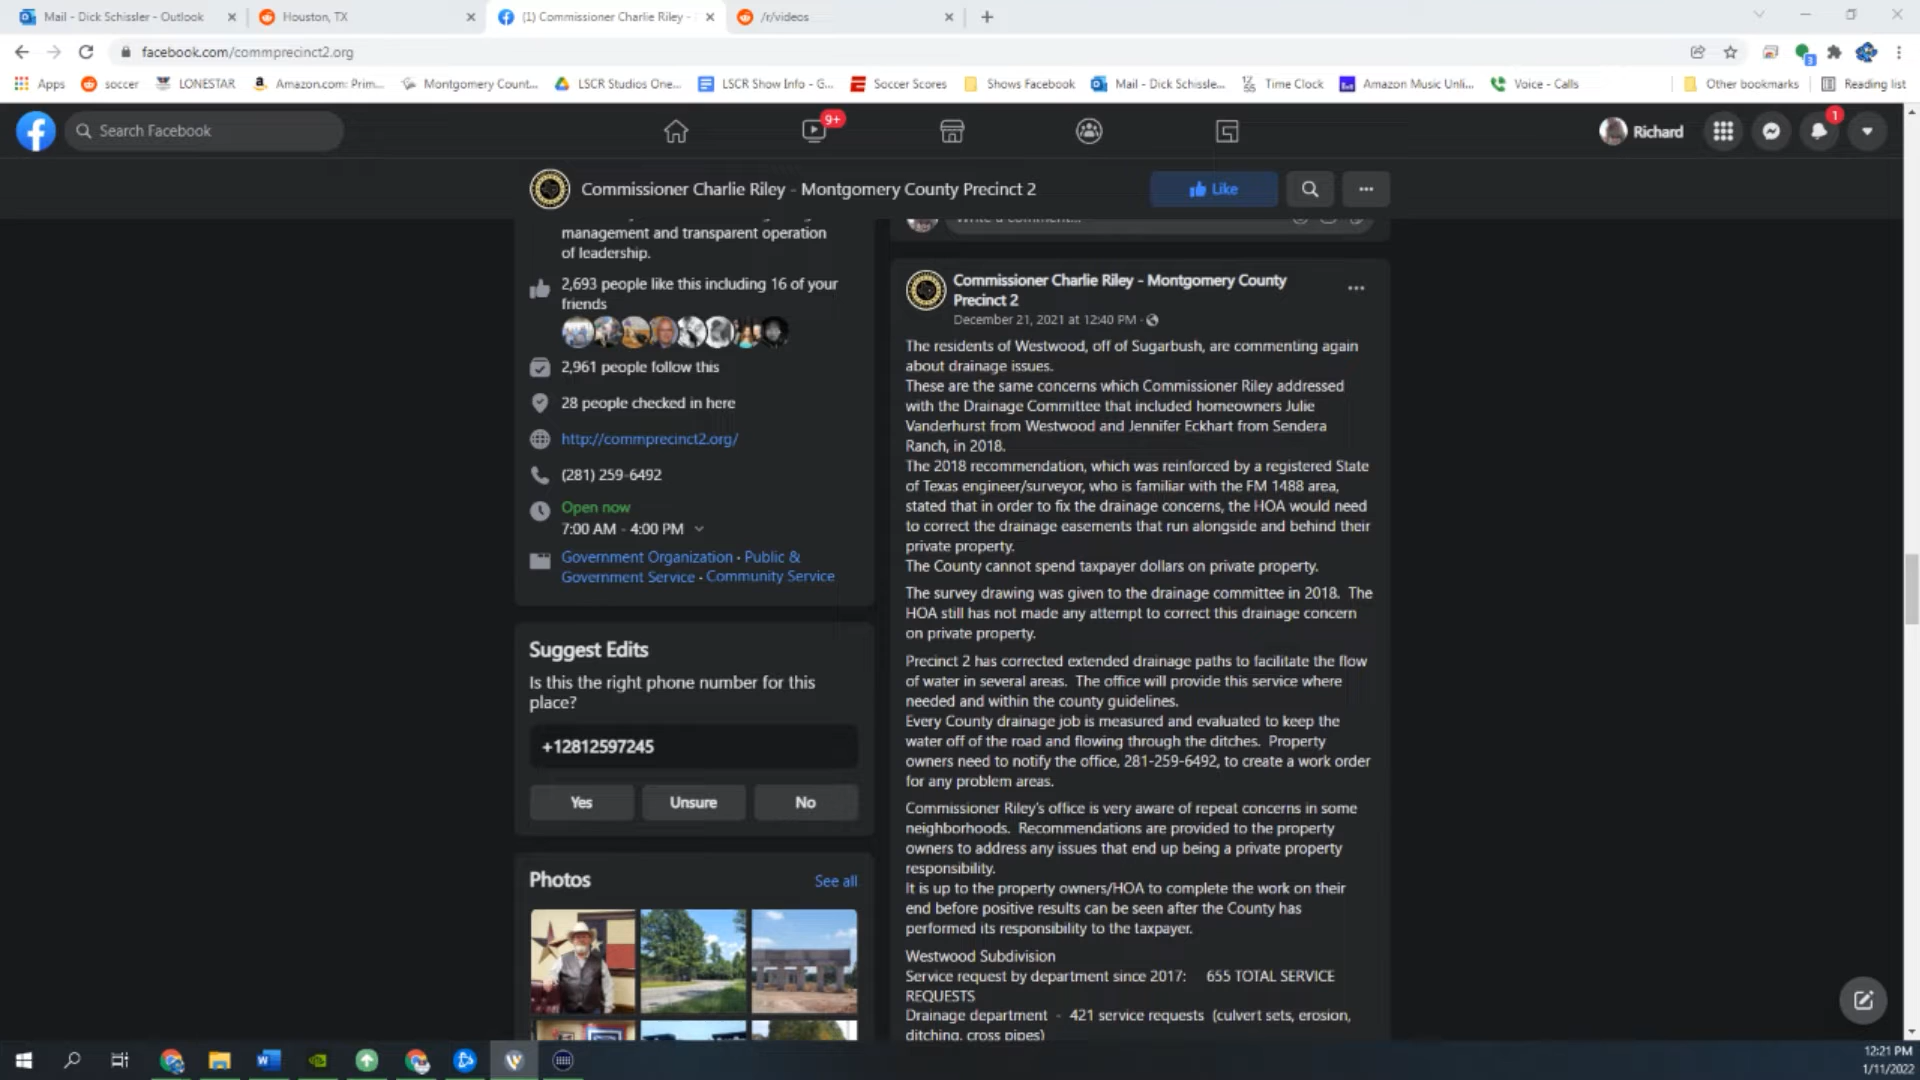 Mail - Dick Schissler - Outlook
Houston, TX
(1) Commissioner Charlie Riley -
/r/videos
facebook.com/commprecinct2.org
Apps
soccer
LONESTAR
Amazon.com: Prim...
Montgomery Count...
LSCR Studios One...
LSCR Show Info - G...
Soccer Scores
Shows Facebook
Mail - Dick Schissle...
Time Clock
Amazon Music Unli...
Voice - Calls
Other bookmarks
Reading list
Search Facebook
9+
Richard
1
Commissioner Charlie Riley - Montgomery County Precinct 2
Like
management and transparent operation
of leadership.
2,693 people like this including 16 of your
friends
2,961 people follow this
28 people checked in here
http://commprecinct2.org/
(281) 259-6492
Open now
7:00 AM - 4:00 PM
Government Organization · Public &
Government Service · Community Service
Suggest Edits
Is this the right phone number for this
place?
+12812597245
Yes
Unsure
No
Photos
See all
Write a comment...
Commissioner Charlie Riley - Montgomery County
Precinct 2
December 21, 2021 at 12:40 PM ·
The residents of Westwood, off of Sugarbush, are commenting again
about drainage issues.
These are the same concerns which Commissioner Riley addressed
with the Drainage Committee that included homeowners Julie
Vanderhurst from Westwood and Jennifer Eckhart from Sendera
Ranch, in 2018.
The 2018 recommendation, which was reinforced by a registered State
of Texas engineer/surveyor, who is familiar with the FM 1488 area,
stated that in order to fix the drainage concerns, the HOA would need
to correct the drainage easements that run alongside and behind their
private property.
The County cannot spend taxpayer dollars on private property.
The survey drawing was given to the drainage committee in 2018. The
HOA still has not made any attempt to correct this drainage concern
on private property.
Precinct 2 has corrected extended drainage paths to facilitate the flow
of water in several areas. The office will provide this service where
needed and within the county guidelines.
Every County drainage job is measured and evaluated to keep the
water off of the road and flowing through the ditches. Property
owners need to notify the office, 281-259-6492, to create a work order
for any problem areas.
Commissioner Riley's office is very aware of repeat concerns in some
neighborhoods. Recommendations are provided to the property
owners to address any issues that end up being a private property
responsibility.
It is up to the property owners/HOA to complete the work on their
end before positive results can be seen after the County has
performed its responsibility to the taxpayer.
Westwood Subdivision
Service request by department since 2017: 655 TOTAL SERVICE
REQUESTS
Drainage department - 421 service requests (culvert sets, erosion,
ditching, cross pipes)
12:21 PM
1/11/2022